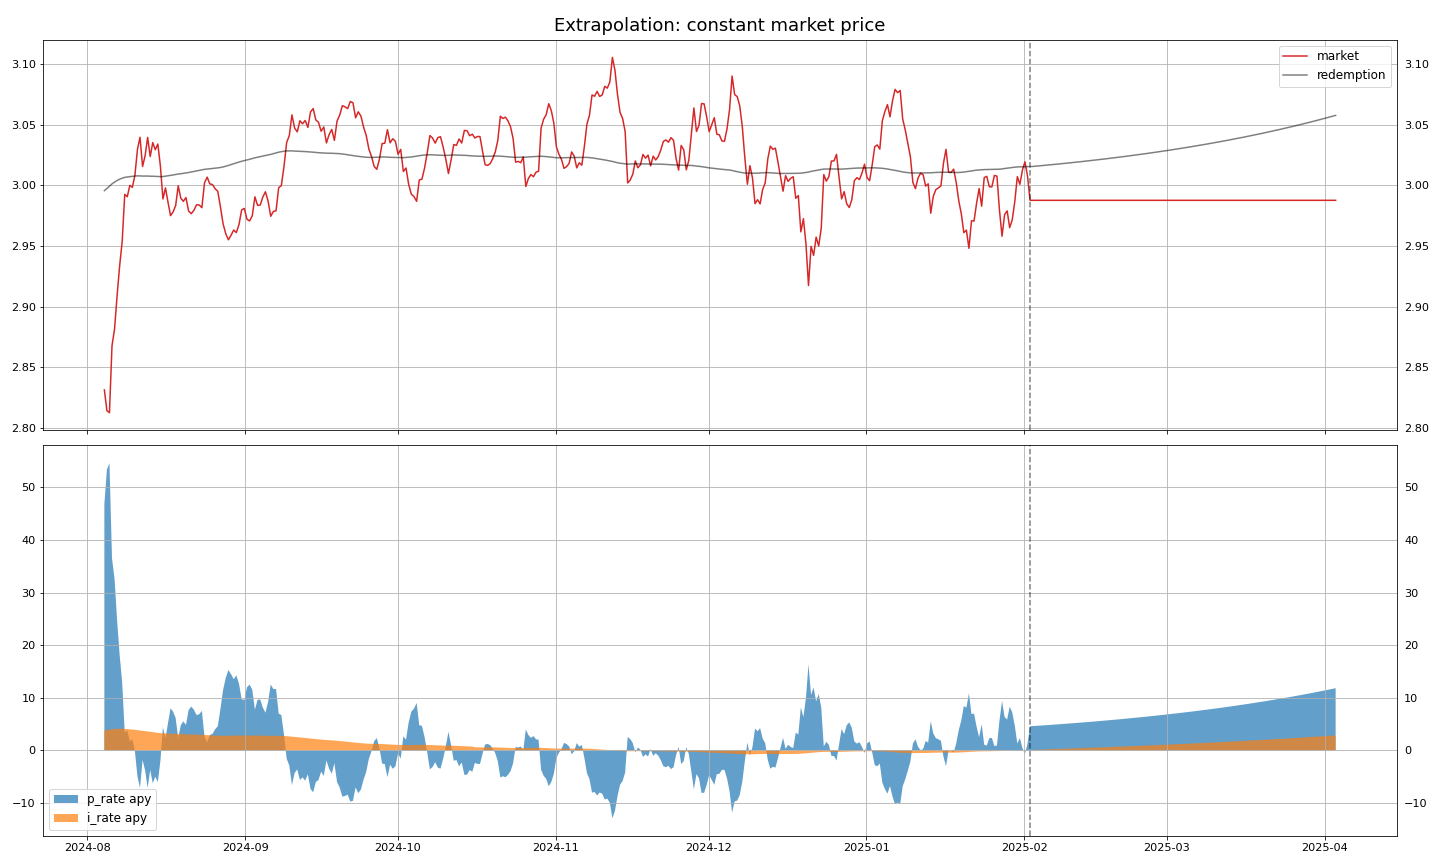 Extrapolation: constant market price
3.10 3.10
market
redemption
3.05 3.05
3.00 3.00
2.95 2.95
2.90 2.90
2.85 2.85
2.80 2.80
50 50
40 40
30 30
20 20
10 10
0 0
−10 −10
p_rate apy
i_rate apy
2024-08 2024-09 2024-10 2024-11 2024-12 2025-01 2025-02 2025-03 2025-04